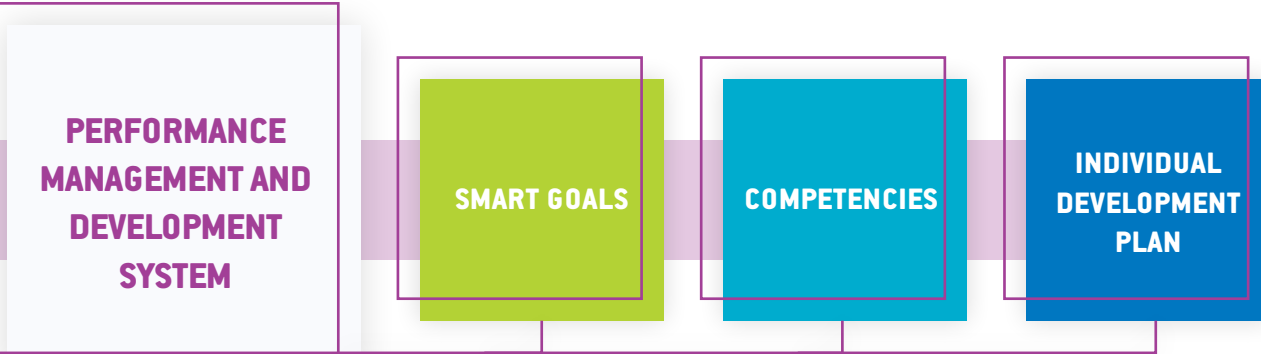 PERFORMANCE
MANAGEMENT AND
DEVELOPMENT
SYSTEM
SMART GOALS
COMPETENCIES
INDIVIDUAL
DEVELOPMENT
PLAN